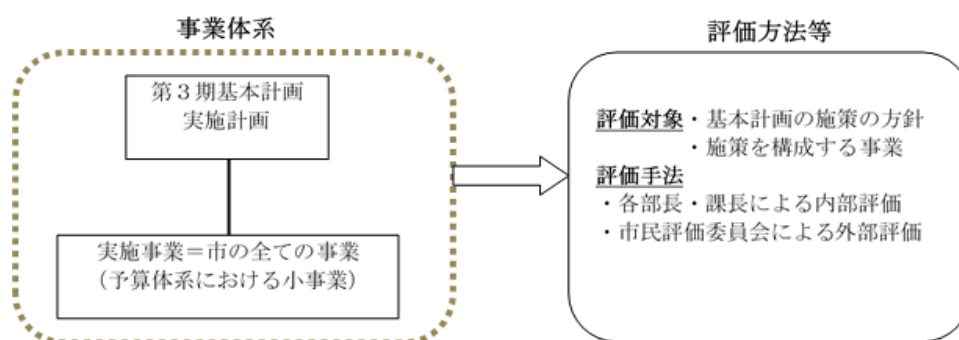 事業体系
第３期基本計画
実施計画
実施事業＝市の全ての事業
（予算体系における小事業）
評価方法等
評価対象・基本計画の施策の方針
・施策を構成する事業
評価手法
・各部長・課長による内部評価
・市民評価委員会による外部評価